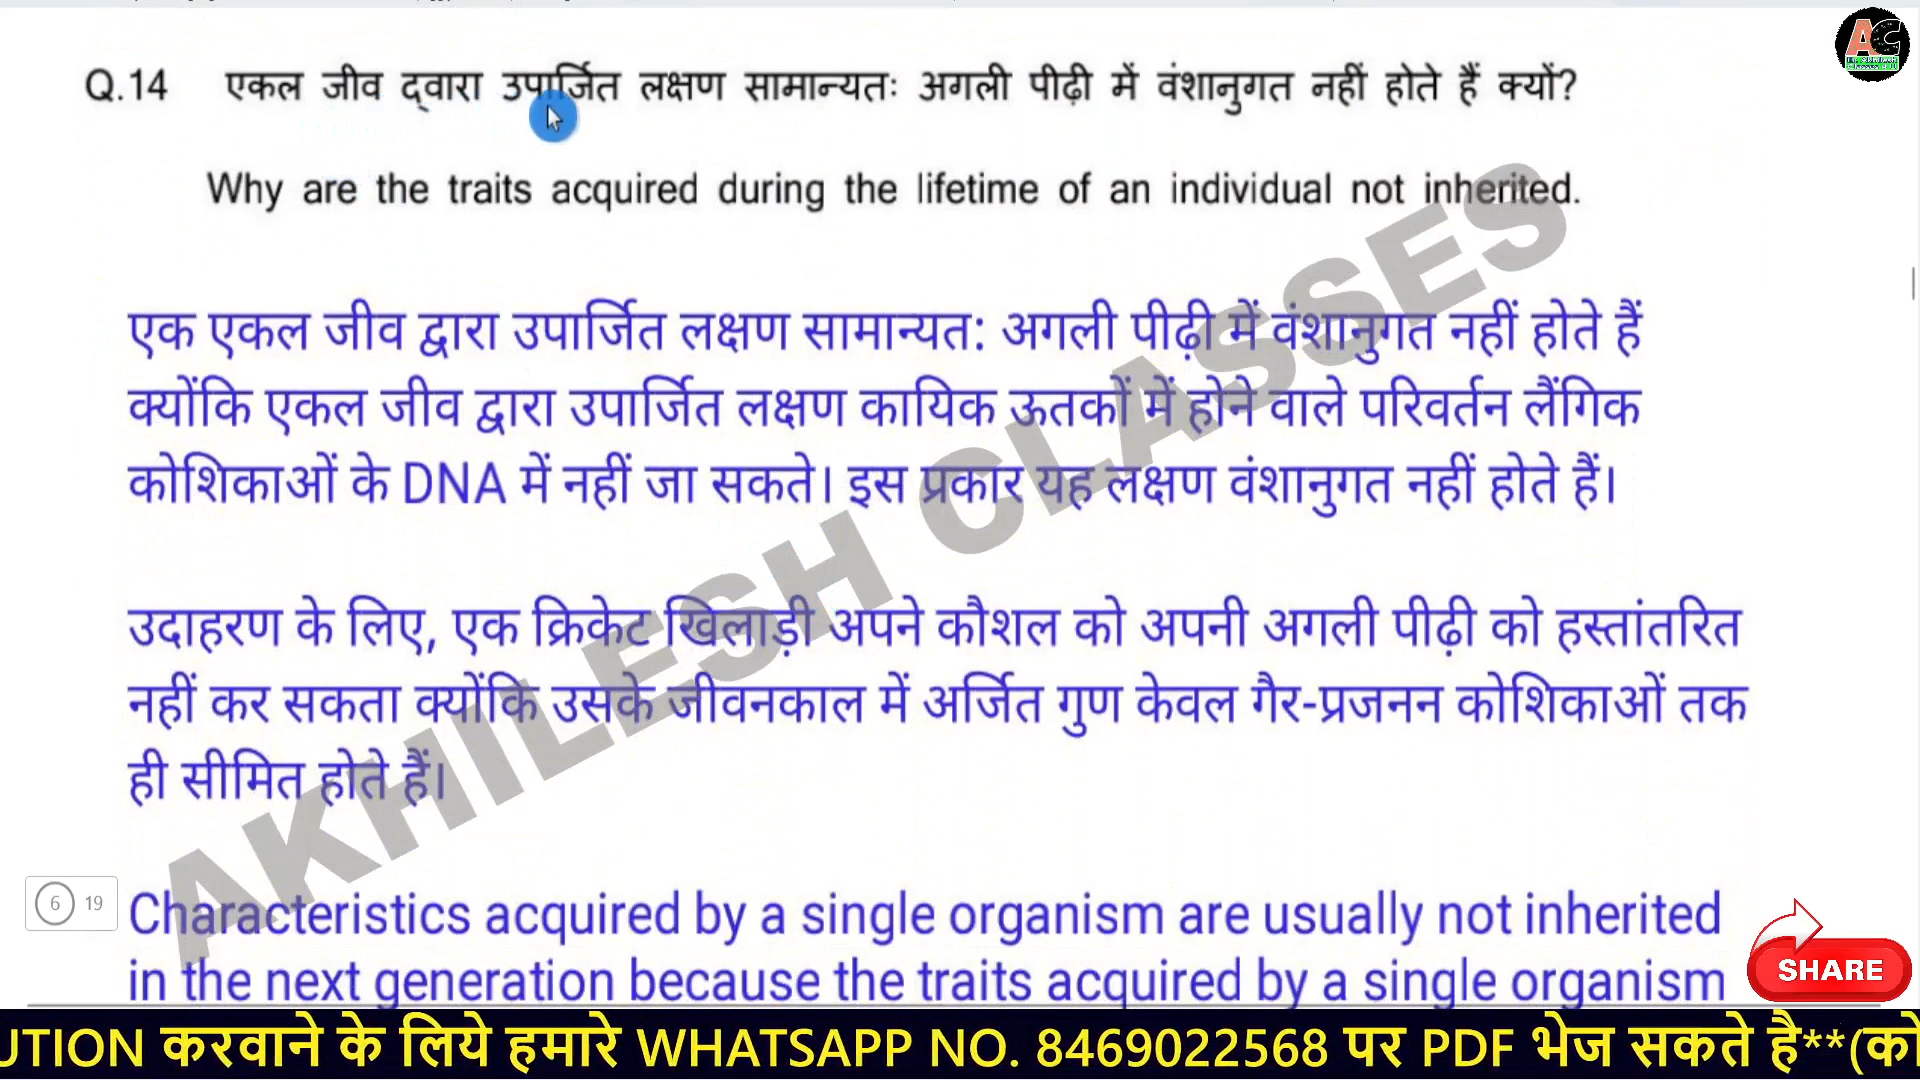 Q.14 एकल जीव द्वारा उपार्जित लक्षण सामान्यतः अगली पीढ़ी में वंशानुगत नहीं होते हैं क्यों?
Why are the traits acquired during the lifetime of an individual not inherited.
एक एकल जीव द्वारा उपार्जित लक्षण सामान्यत: अगली पीढ़ी में वंशानुगत नहीं होते हैं
क्योंकि एकल जीव द्वारा उपार्जित लक्षण कायिक ऊतकों में होने वाले परिवर्तन लैंगिक
कोशिकाओं के DNA में नहीं जा सकते। इस प्रकार यह लक्षण वंशानुगत नहीं होते हैं।
उदाहरण के लिए, एक क्रिकेट खिलाड़ी अपने कौशल को अपनी अगली पीढ़ी को हस्तांतरित
नहीं कर सकता क्योंकि उसके जीवनकाल में अर्जित गुण केवल गैर-प्रजनन कोशिकाओं तक
ही सीमित होते हैं।
Characteristics acquired by a single organism are usually not inherited
in the next generation because the traits acquired by a single organism
AKHILESH CLASSES
6 19
AC
SHARE
UTION करवाने के लिये हमारे WHATSAPP NO. 8469022568 पर PDF भेज सकते है**(को